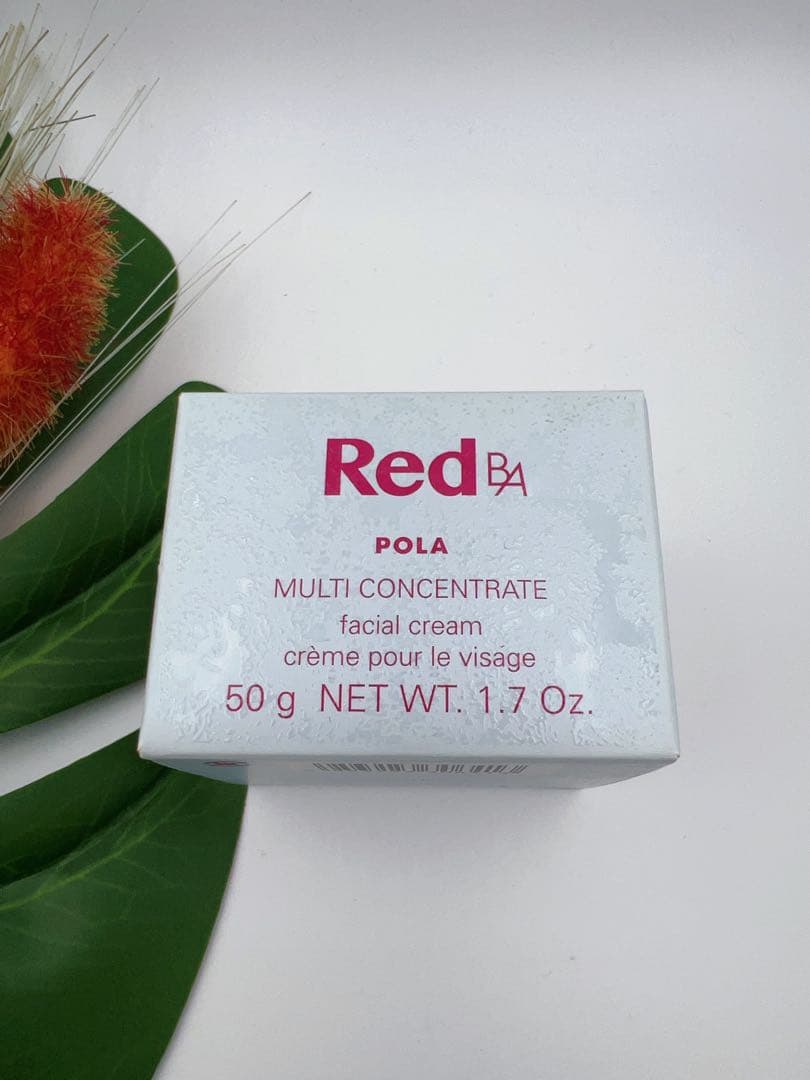 Red BA
POLA
MULTI CONCENTRATE
facial cream
crème pour le visage
50 g NET WT. 1.7 Oz.